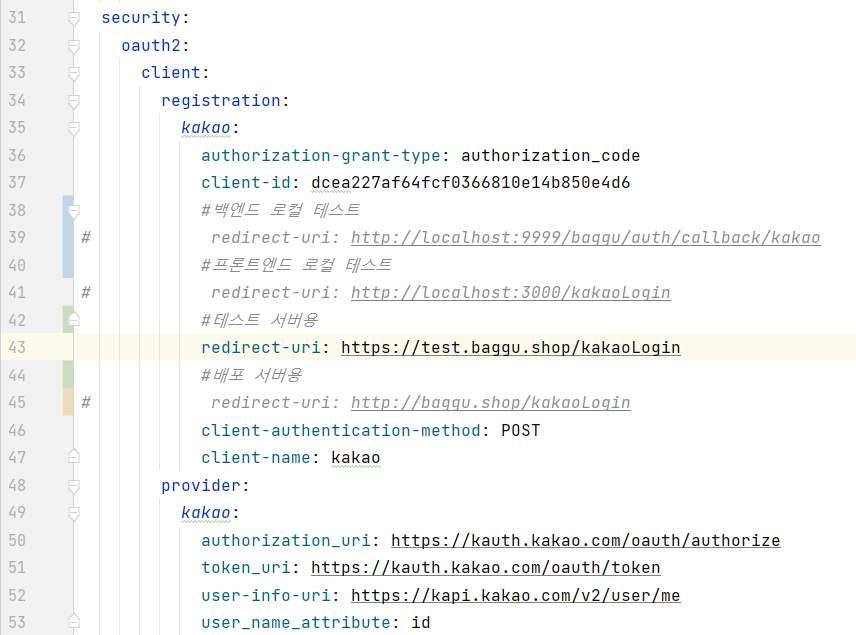 31 security:
32 oauth2:
33 client:
34 registration:
35 kakao:
36 authorization-grant-type: authorization_code
37 client-id: dcea227af64fcf0366810e14b850e4d6
38 #백엔드 로컬 테스트
39 # redirect-uri: http://localhost:9999/baggu/auth/callback/kakao
40 #프론트엔드 로컬 테스트
41 # redirect-uri: http://localhost:3000/kakaoLogin
42 #테스트 서버용
43 redirect-uri: https://test.baggu.shop/kakaoLogin
44 #배포 서버용
45 # redirect-uri: http://baggu.shop/kakaoLogin
46 client-authentication-method: POST
47 client-name: kakao
48 provider:
49 kakao:
50 authorization_uri: https://kauth.kakao.com/oauth/authorize
51 token_uri: https://kauth.kakao.com/oauth/token
52 user-info-uri: https://kapi.kakao.com/v2/user/me
53 user_name_attribute: id